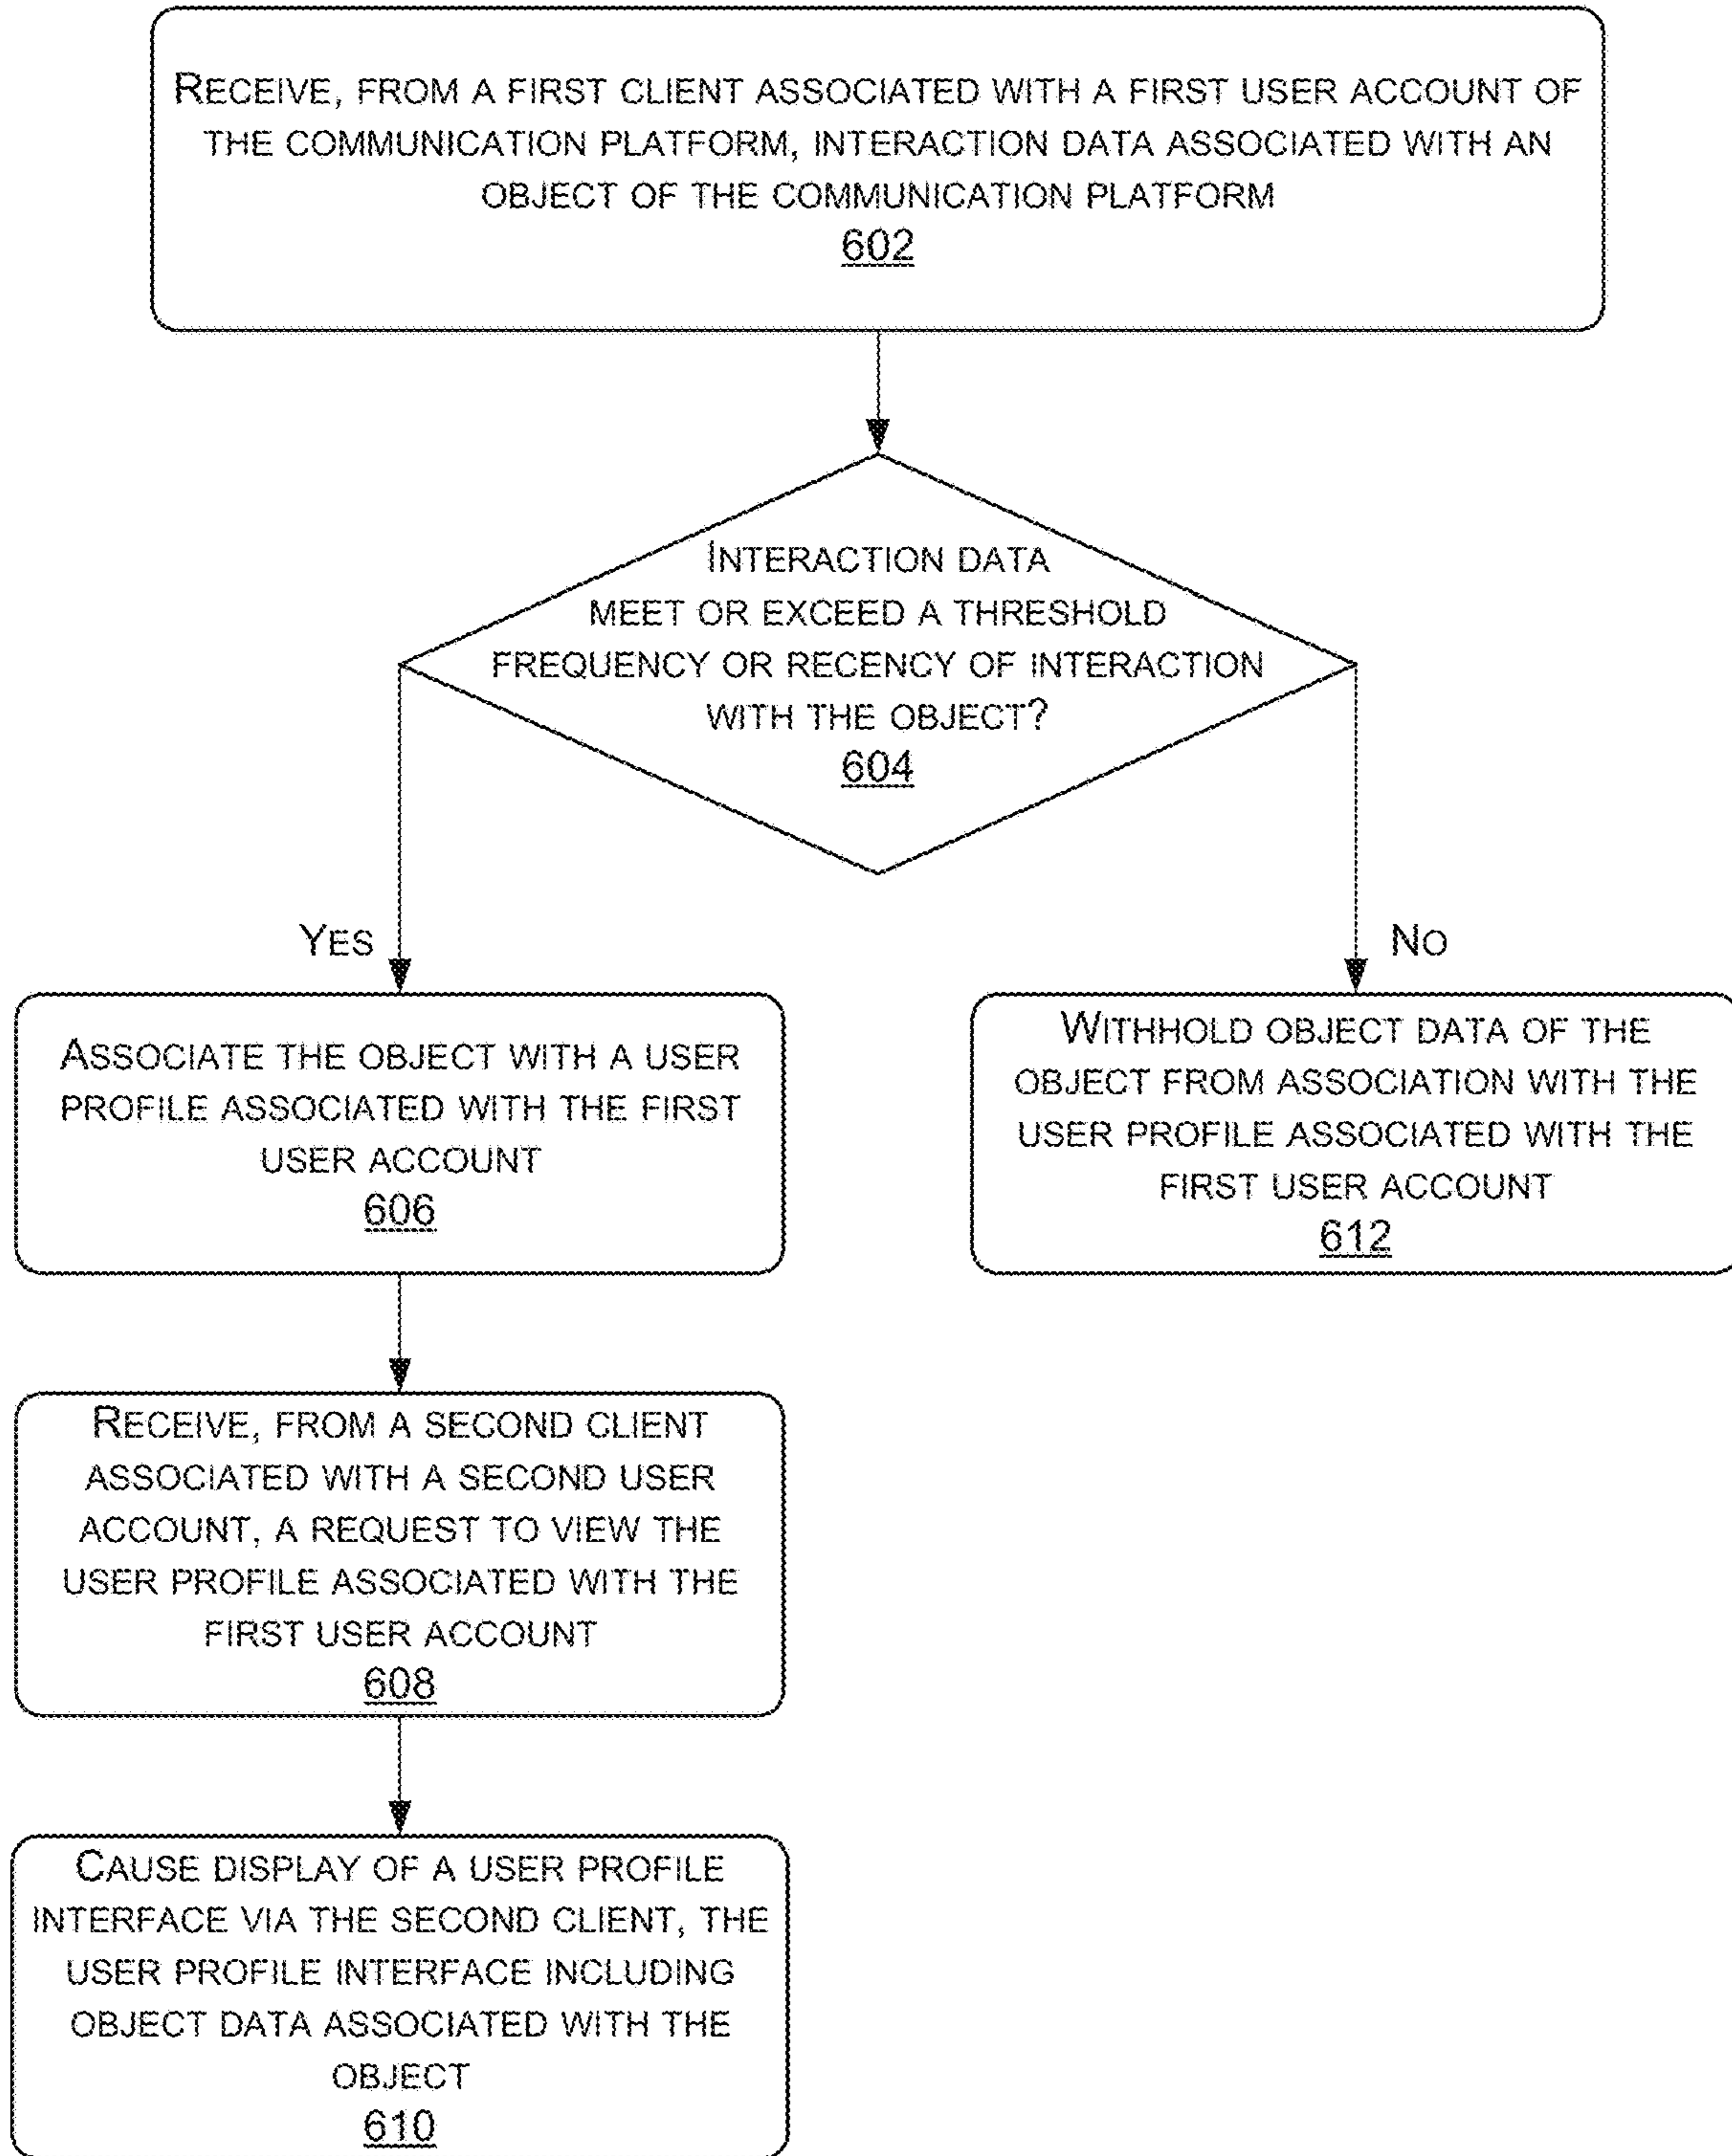 RECEIVE, FROM A FIRST CLIENT ASSOCIATED WITH A FIRST USER ACCOUNT OF
THE COMMUNICATION PLATFORM, INTERACTION DATA ASSOCIATED WITH AN
OBJECT OF THE COMMUNICATION PLATFORM
602
INTERACTION DATA
MEET OR EXCEED A THRESHOLD
FREQUENCY OR RECENCY OF INTERACTION
WITH THE OBJECT?
604
YES
NO
ASSOCIATE THE OBJECT WITH A USER
PROFILE ASSOCIATED WITH THE FIRST
USER ACCOUNT
606
WITHHOLD OBJECT DATA OF THE
OBJECT FROM ASSOCIATION WITH THE
USER PROFILE ASSOCIATED WITH THE
FIRST USER ACCOUNT
612
RECEIVE, FROM A SECOND CLIENT
ASSOCIATED WITH A SECOND USER
ACCOUNT, A REQUEST TO VIEW THE
USER PROFILE ASSOCIATED WITH THE
FIRST USER ACCOUNT
608
CAUSE DISPLAY OF A USER PROFILE
INTERFACE VIA THE SECOND CLIENT, THE
USER PROFILE INTERFACE INCLUDING
OBJECT DATA ASSOCIATED WITH THE
OBJECT
610